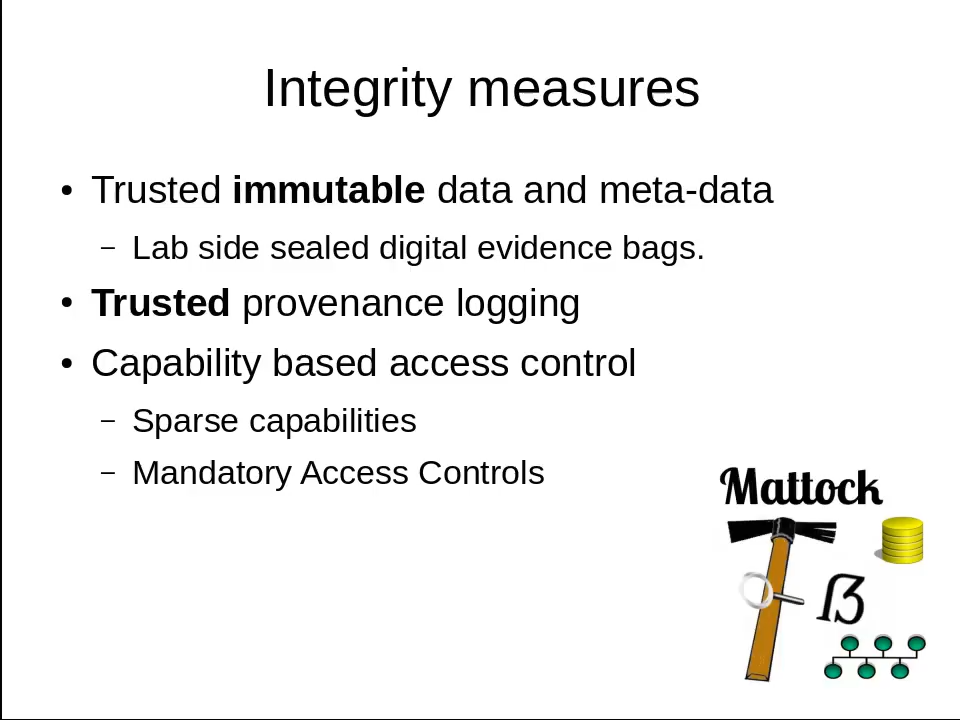 Integrity measures
• Trusted immutable data and meta-data
– Lab side sealed digital evidence bags.
• Trusted provenance logging
• Capability based access control
– Sparse capabilities
– Mandatory Access Controls
Mattock
ß